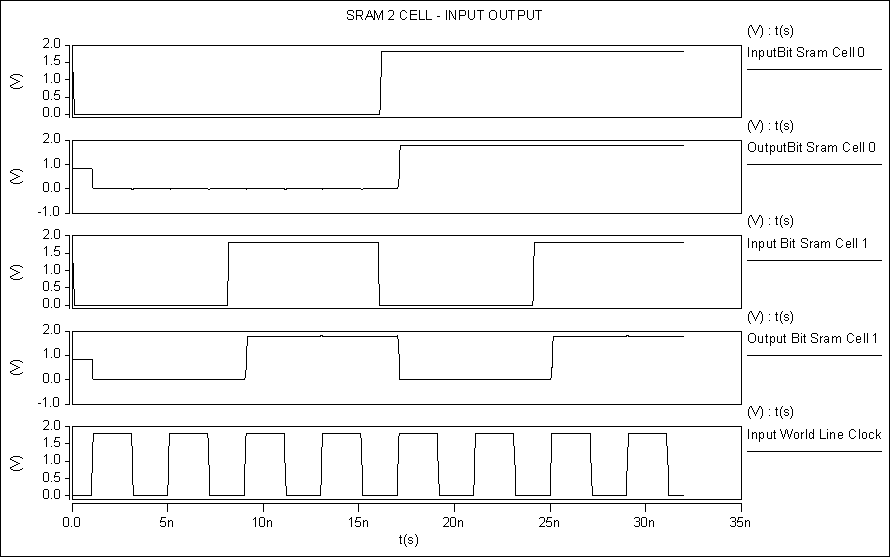 SRAM 2 CELL - INPUT OUTPUT
(V) : t(s)
InputBit Sram Cell 0
2.0
1.5
1.0
0.5
0.0
(V)
(V) : t(s)
OutputBit Sram Cell 0
2.0
1.0
0.0
-1.0
(V)
(V) : t(s)
Input Bit Sram Cell 1
2.0
1.5
1.0
0.5
0.0
(V)
(V) : t(s)
Output Bit Sram Cell 1
2.0
1.0
0.0
-1.0
(V)
(V) : t(s)
Input World Line Clock
2.0
1.5
1.0
0.5
0.0
(V)
0.0 5n 10n 15n 20n 25n 30n 35n
t(s)